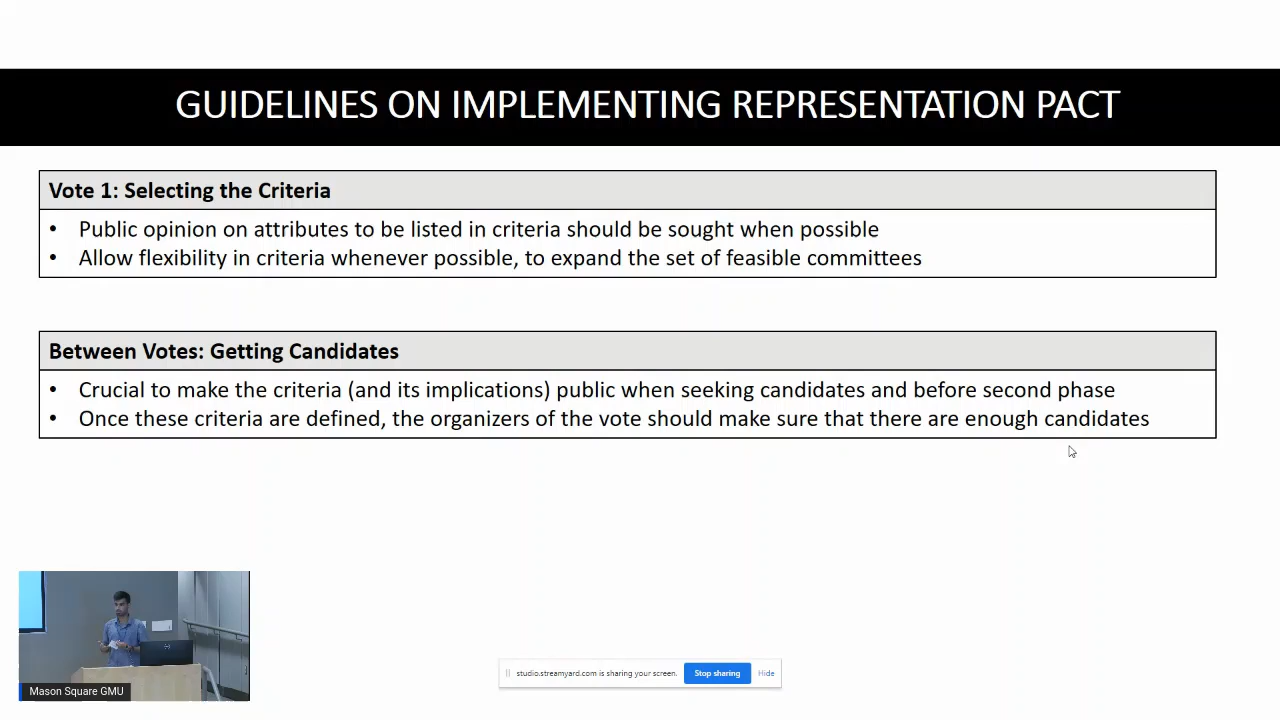 GUIDELINES ON IMPLEMENTING REPRESENTATION PACT
Vote 1: Selecting the Criteria
• Public opinion on attributes to be listed in criteria should be sought when possible
• Allow flexibility in criteria whenever possible, to expand the set of feasible committees
Between Votes: Getting Candidates
• Crucial to make the criteria (and its implications) public when seeking candidates and before second phase
• Once these criteria are defined, the organizers of the vote should make sure that there are enough candidates
studio.streamyard.com is sharing your screen. Stop sharing Hide
Mason Square GMU